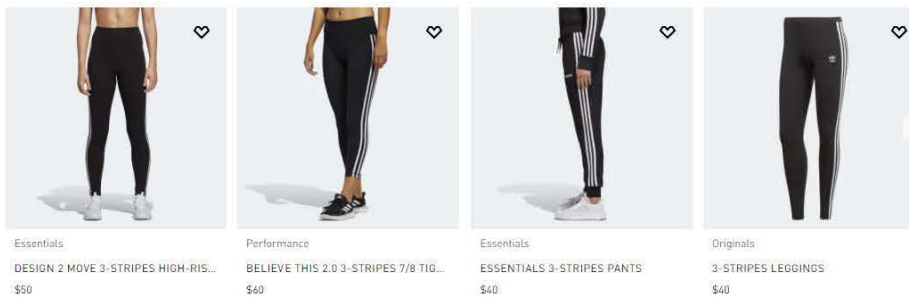 Essentials
DESIGN 2 MOVE 3-STRIPES HIGH-RIS...
$50
Performance
BELIEVE THIS 2.0 3-STRIPES 7/8 TIG...
$60
Essentials
ESSENTIALS 3-STRIPES PANTS
$40
Originals
3-STRIPES LEGGINGS
$40